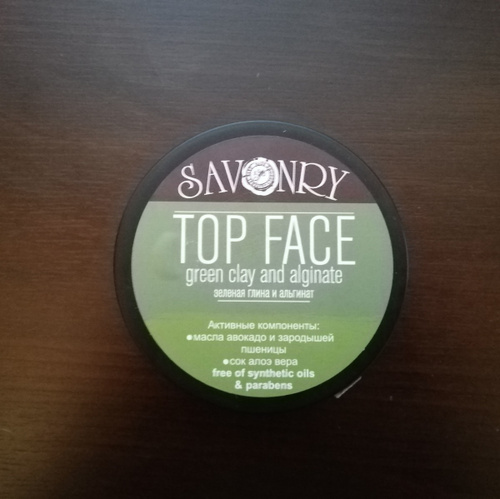 SAVONRY
TOP FACE
green clay and alginate
зеленая глина и альгинат
Активные компоненты:
●масла авокадо и зародышей
пшеницы
●сок алоэ вера
free of synthetic oils
& parabens